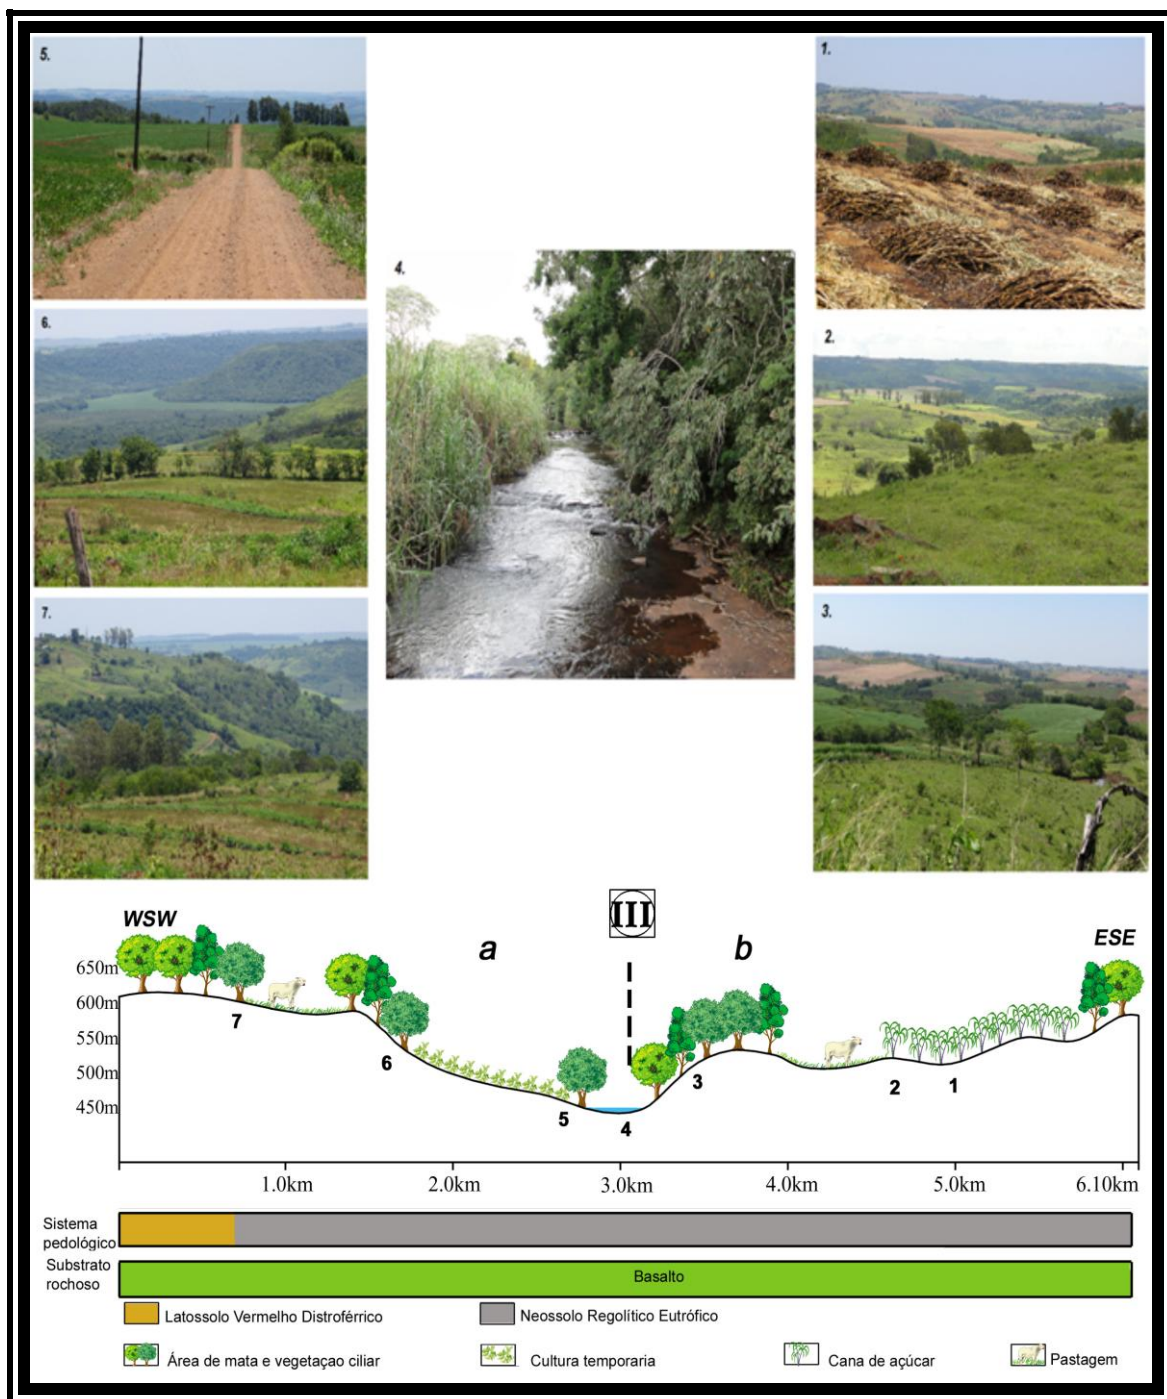 5.
1.
4.
6.
2.
7.
3.
III
WSW
a
b
ESE
650m
600m
550m
500m
450m
7
6
5
4
3
2
1
1.0km
2.0km
3.0km
4.0km
5.0km
6.10km
Sistema
pedológico
Substrato
rochoso
Basalto
Latossolo Vermelho Distroférrico
Neossolo Regolítico Eutrófico
Área de mata e vegetaçao ciliar
Cultura temporaria
Cana de açúcar
Pastagem